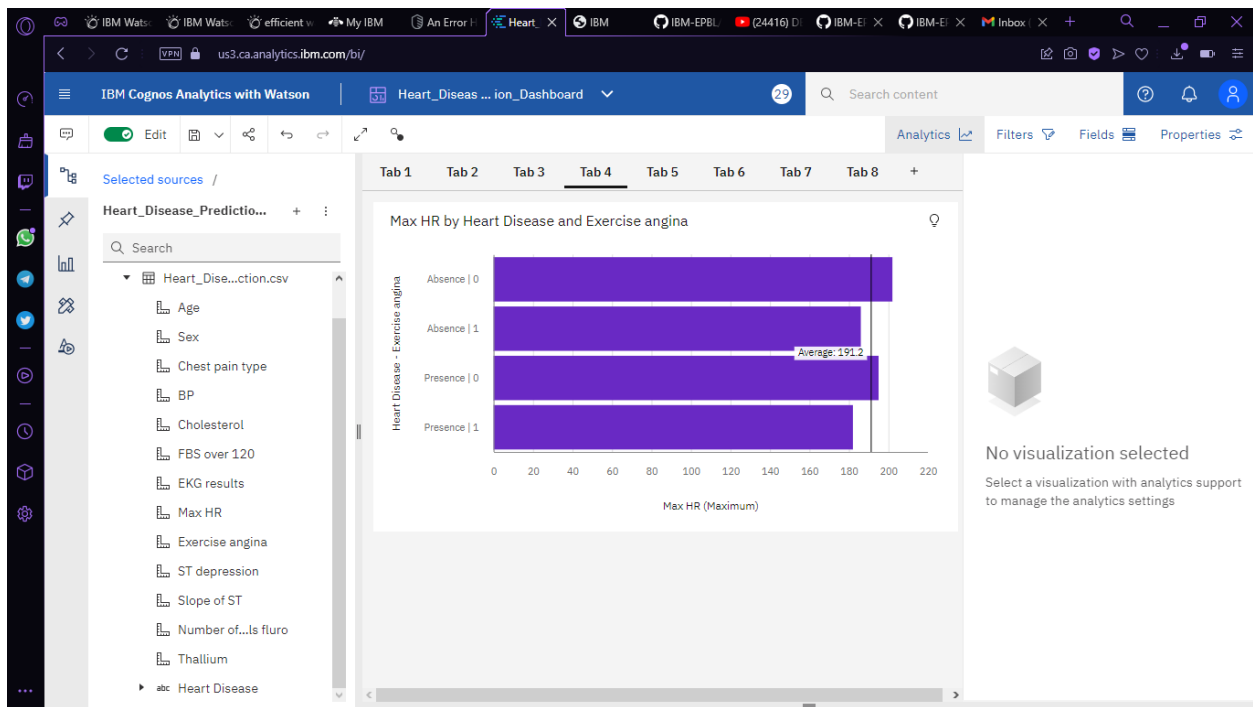 IBM Wats
IBM Wats
efficient w
My IBM
An Error H
Heart_
IBM
IBM-EPBL/
(24416) D
IBM-EF
IBM-EF
Inbox (
VPN
us3.ca.analytics.ibm.com/bi/
IBM Cognos Analytics with Watson
Heart_Diseas ... ion_Dashboard
29
Search content
Edit
Analytics
Filters
Fields
Properties
Selected sources /
Heart_Disease_Predictio...
Search
Heart_Dise...ction.csv
Age
Sex
Chest pain type
BP
Cholesterol
FBS over 120
EKG results
Max HR
Exercise angina
ST depression
Slope of ST
Number of...ls fluro
Thallium
abc Heart Disease
Tab 1
Tab 2
Tab 3
Tab 4
Tab 5
Tab 6
Tab 7
Tab 8
Max HR by Heart Disease and Exercise angina
Heart Disease - Exercise angina
Absence | 0
Absence | 1
Average: 191.2
Presence | 0
Presence | 1
0 20 40 60 80 100 120 140 160 180 200 220
Max HR (Maximum)
No visualization selected
Select a visualization with analytics support
to manage the analytics settings